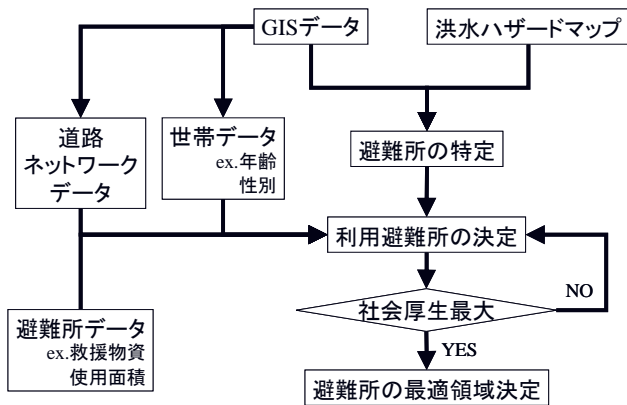 GISデータ
洪水ハザードマップ
道路
ネットワーク
データ
世帯データ
ex.年齢
性別
避難所の特定
利用避難所の決定
社会厚生最大
NO
YES
避難所データ
ex.救援物資
使用面積
避難所の最適領域決定